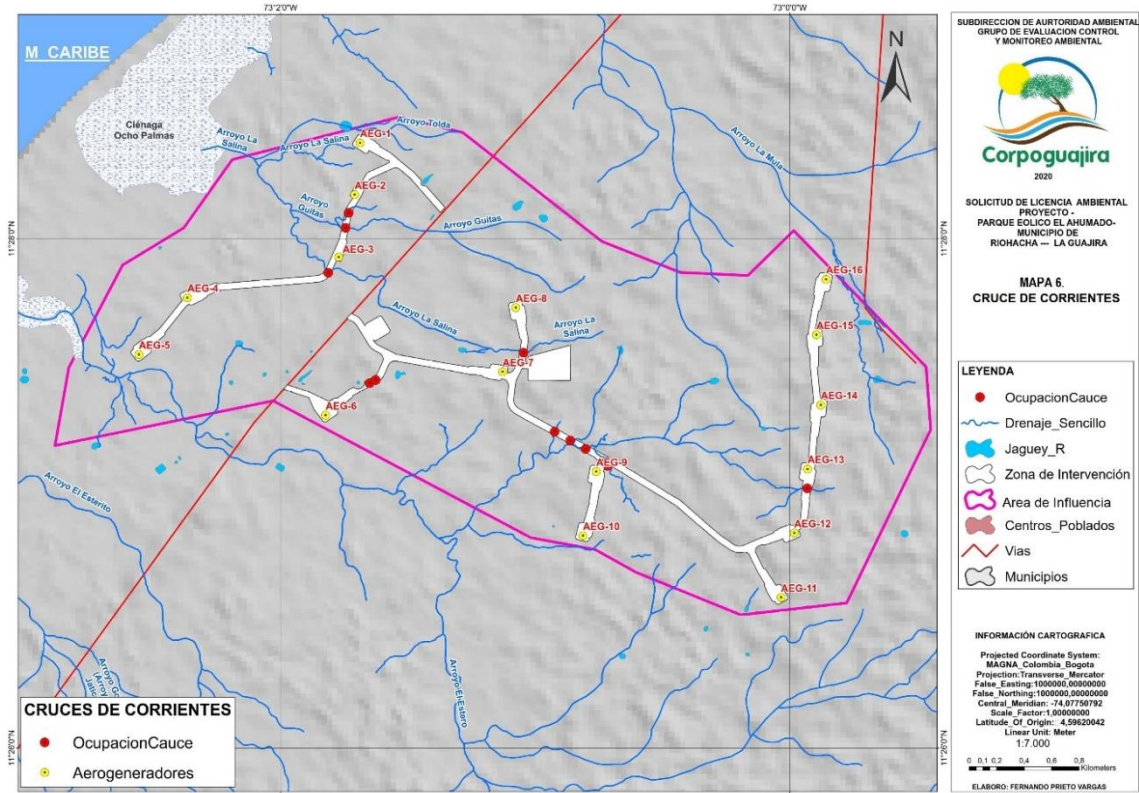 73°2'0"W
73°0'0"W
M CARIBE
Ciénaga
Ocho Palmas
Arroyo La
Salina
Arroyo La Salina
Arroyo Tolda
AEG-1
AEG-2
Arroyo
Guitas
Arroyo Guitas
AEG-3
AEG-4
AEG-5
Arroyo La Mula
N
11°28'0"N
11°28'0"N
AEG-16
AEG-8
Arroyo La Salina
Arroyo La
Salina
AEG-15
AEG-7
AEG-6
AEG-14
AEG-9
AEG-13
AEG-10
AEG-12
AEG-11
Arroyo El Esterito
Arroyo El Estero
11°26'0"N
11°26'0"N
CRUCES DE CORRIENTES
OcupacionCauce
Aerogeneradores
SUBDIRECCION DE AURTORIDAD AMBIENTAL
GRUPO DE EVALUACION CONTROL
Y MONITOREO AMBIENTAL
Corpoguajira
2020
SOLICITUD DE LICENCIA AMBIENTAL
PROYECTO -
PARQUE EOLICO EL AHUMADO-
MUNICIPIO DE
RIOHACHA --- LA GUAJIRA
MAPA 6.
CRUCE DE CORRIENTES
LEYENDA
OcupacionCauce
Drenaje_Sencillo
Jaguey_R
Zona de Intervención
Area de Influencia
Centros_Poblados
Vias
Municipios
INFORMACIÓN CARTOGRAFICA
Projected Coordinate System:
MAGNA_Colombia_Bogota
Projection:Transverse_Mercator
False_Easting:1000000,00000000
False_Northing:1000000,00000000
Central_Meridian: -74,07750792
Scale_Factor:1,00000000
Latitude_Of_Origin: 4,59620042
Linear Unit: Meter
1:7.000
0 0,1 0,2 0,4 0,6 0,8
Kilometers
ELABORO: FERNANDO PRIETO VARGAS